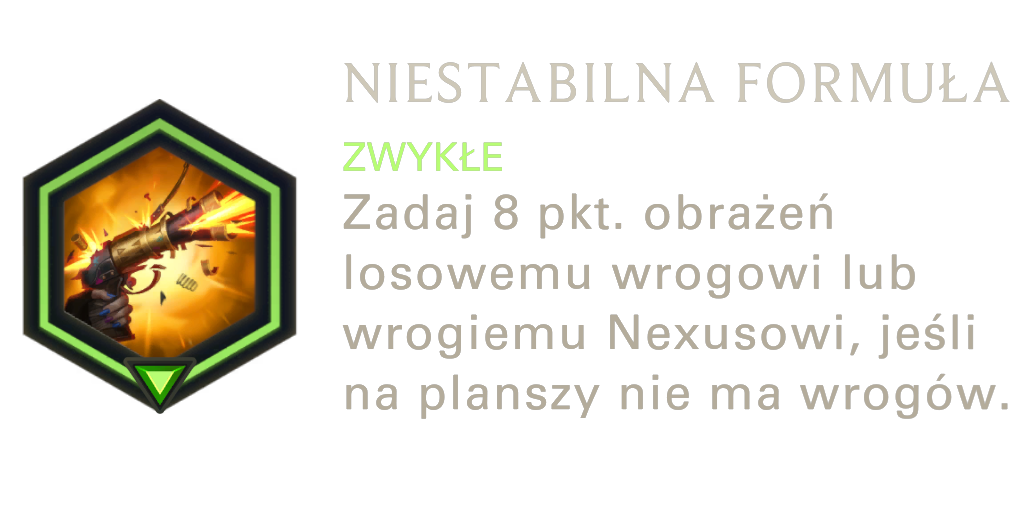 NIESTABILNA FORMUŁA
ZWYKŁE
Zadaj 8 pkt. obrażeń
losowemu wrogowi lub
wrogiemu Nexusowi, jeśli
na planszy nie ma wrogów.